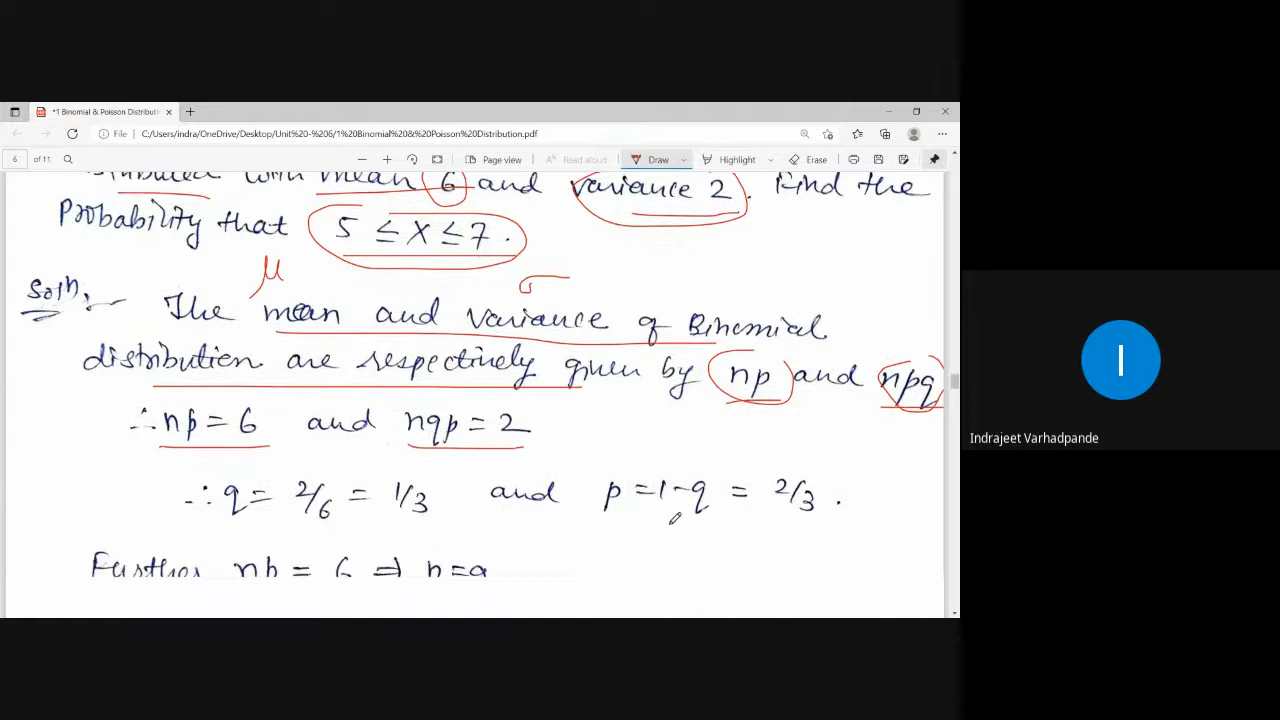 *1 Binomial & Poisson Distributi
File C:/Users/indra/OneDrive/Desktop/Unit%20-%206/1%20Binomial%20&%20Poisson%20Distribution.pdf
6 of 11 Page view Read aloud Draw Highlight Erase
with mean 6 and variance 2. Find the
Probability that 5 ≤ X ≤ 7.
μ σ
Soln. The mean and variance of Binomial
distribution are respectively given by np and npq
∴ np = 6 and nqp = 2
∴ q = 2/6 = 1/3 and p = 1-q = 2/3.
Further np = 6 ⇒ n=9
I
Indrajeet Varhadpande